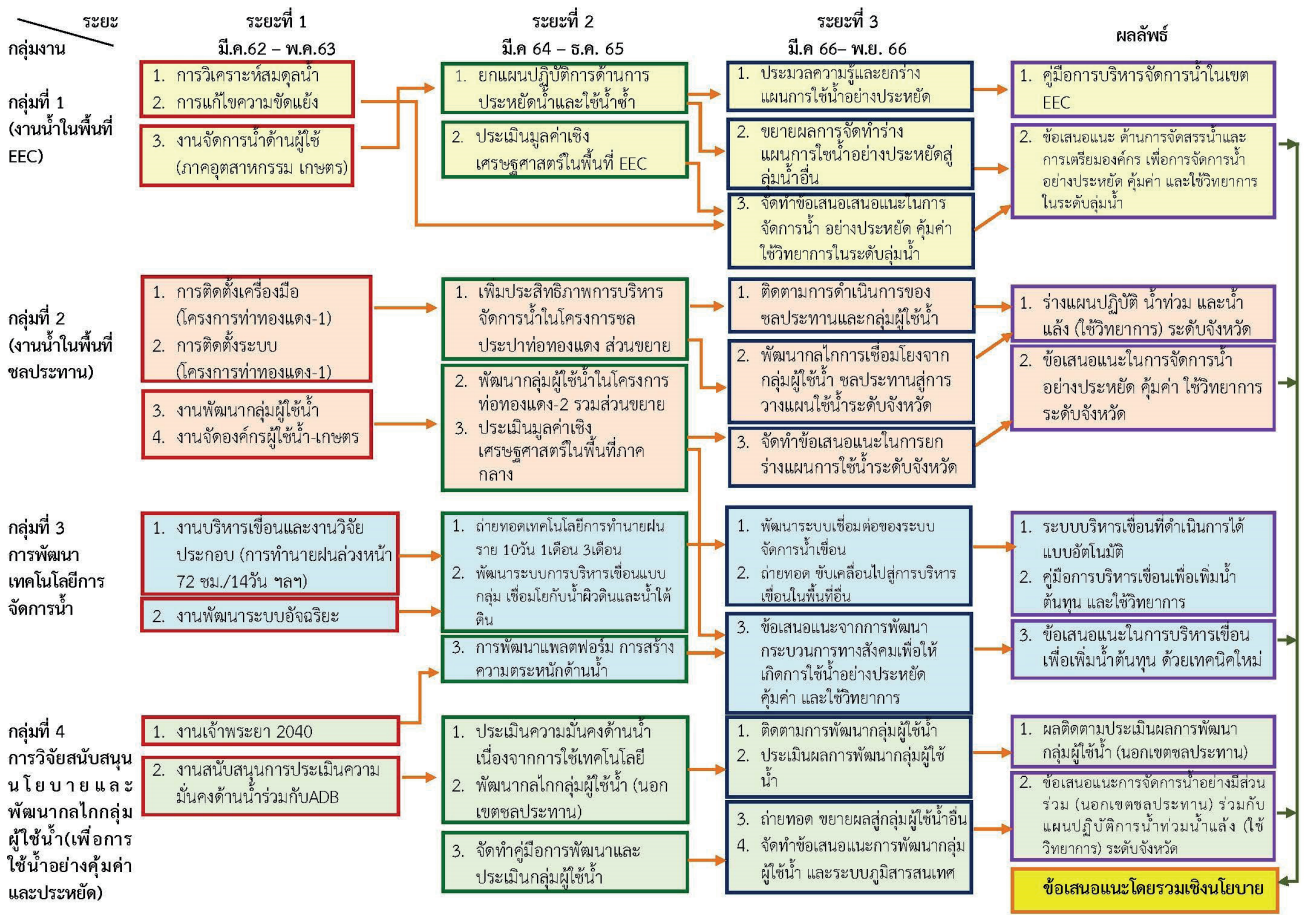 ระยะ
กลุ่มงาน
ระยะที่ 1
มี.ค.62 – พ.ค.63
ระยะที่ 2
มี.ค 64 – ธ.ค. 65
ระยะที่ 3
มี.ค 66– พ.ย. 66
ผลลัพธ์
กลุ่มที่ 1
(งานน้ำในพื้นที่
EEC)
1. การวิเคราะห์สมดุลน้ำ
2. การแก้ไขความขัดแย้ง
3. งานจัดการน้ำด้านผู้ใช้
(ภาคอุตสาหกรรม เกษตร)
1. ยกแผนปฏิบัติการด้านการ
ประหยัดน้ำและใช้น้ำซ้ำ
2. ประเมินมูลค่าเชิง
เศรษฐศาสตร์ในพื้นที่ EEC
1. ประมวลความรู้และยกร่าง
แผนการใช้น้ำอย่างประหยัด
2. ขยายผลการจัดทำร่าง
แผนการใช้น้ำอย่างประหยัดสู่
ลุ่มน้ำอื่น
3. จัดทำข้อเสนอเสนอแนะในการ
จัดการน้ำ อย่างประหยัด คุ้มค่า
ใช้วิทยาการในระดับลุ่มน้ำ
1. คู่มือการบริหารจัดการน้ำในเขต
EEC
2. ข้อเสนอแนะ ด้านการจัดสรรน้ำและ
การเตรียมองค์กร เพื่อการจัดการน้ำ
อย่างประหยัด คุ้มค่า และใช้วิทยาการ
ในระดับลุ่มน้ำ
กลุ่มที่ 2
(งานน้ำในพื้นที่
ชลประทาน)
1. การติดตั้งเครื่องมือ
(โครงการท่าทองแดง-1)
2. การติดตั้งระบบ
(โครงการท่าทองแดง-1)
3. งานพัฒนากลุ่มผู้ใช้น้ำ
4. งานจัดองค์กรผู้ใช้น้ำ-เกษตร
1. เพิ่มประสิทธิภาพการบริหาร
จัดการน้ำในโครงการชล
ประปาท่อทองแดง ส่วนขยาย
2. พัฒนากลุ่มผู้ใช้น้ำในโครงการ
ท่อทองแดง-2 รวมส่วนขยาย
3. ประเมินมูลค่าเชิง
เศรษฐศาสตร์ในพื้นที่ภาค
กลาง
1. ติดตามการดำเนินการของ
ชลประทานและกลุ่มผู้ใช้น้ำ
2. พัฒนากลไกการเชื่อมโยงจาก
กลุ่มผู้ใช้น้ำ ชลประทานสู่การ
วางแผนใช้น้ำระดับจังหวัด
3. จัดทำข้อเสนอแนะในการยก
ร่างแผนการใช้น้ำระดับจังหวัด
1. ร่างแผนปฏิบัติ น้ำท่วม และน้ำ
แล้ง (ใช้วิทยาการ) ระดับจังหวัด
2. ข้อเสนอแนะในการจัดการน้ำ
อย่างประหยัด คุ้มค่า ใช้วิทยาการ
ระดับจังหวัด
กลุ่มที่ 3
การพัฒนา
เทคโนโลยีการ
จัดการน้ำ
1. งานบริหารเขื่อนและงานวิจัย
ประกอบ (การทำนายฝนล่วงหน้า
72 ชม./14วัน ฯลฯ)
2. งานพัฒนาระบบอัจฉริยะ
1. ถ่ายทอดเทคโนโลยีการทำนายฝน
ราย 10วัน 1เดือน 3เดือน
2. พัฒนาระบบการบริหารเขื่อนแบบ
กลุ่ม เชื่อมโยกับน้ำผิวดินและน้ำใต้
ดิน
3. การพัฒนาแพลตฟอร์ม การสร้าง
ความตระหนักด้านน้ำ
1. พัฒนาระบบเชื่อมต่อของระบบ
จัดการน้ำเขื่อน
2. ถ่ายทอด ขับเคลื่อนไปสู่การบริหาร
เขื่อนในพื้นที่อื่น
3. ข้อเสนอแนะจากการพัฒนา
กระบวนการทางสังคมเพื่อให้
เกิดการใช้น้ำอย่างประหยัด
คุ้มค่า และใช้วิทยาการ
1. ระบบบริหารเขื่อนที่ดำเนินการได้
แบบอัตโนมัติ
2. คู่มือการบริหารเขื่อนเพื่อเพิ่มน้ำ
ต้นทุน และใช้วิทยาการ
3. ข้อเสนอแนะในการบริหารเขื่อน
เพื่อเพิ่มน้ำต้นทุน ด้วยเทคนิคใหม่
กลุ่มที่ 4
การวิจัยสนับสนุน
นโยบายและ
พัฒนากลไกกลุ่ม
ผู้ใช้น้ำ(เพื่อการ
ใช้น้ำอย่างคุ้มค่า
และประหยัด)
1. งานเจ้าพระยา 2040
2. งานสนับสนุนการประเมินความ
มั่นคงด้านน้ำร่วมกับADB
1. ประเมินความมั่นคงด้านน้ำ
เนื่องจากการใช้เทคโนโลยี
2. พัฒนากลไกกลุ่มผู้ใช้น้ำ (นอก
เขตชลประทาน)
3. จัดทำคู่มือการพัฒนาและ
ประเมินกลุ่มผู้ใช้น้ำ
1. ติดตามการพัฒนากลุ่มผู้ใช้น้ำ
2. ประเมินผลการพัฒนากลุ่มผู้ใช้
น้ำ
3. ถ่ายทอด ขยายผลสู่กลุ่มผู้ใช้น้ำอื่น
4. จัดทำข้อเสนอแนะการพัฒนากลุ่ม
ผู้ใช้น้ำ และระบบภูมิสารสนเทศ
1. ผลติดตามประเมินผลการพัฒนา
กลุ่มผู้ใช้น้ำ (นอกเขตชลประทาน)
2. ข้อเสนอแนะการจัดการน้ำอย่างมีส่วน
ร่วม (นอกเขตชลประทาน) ร่วมกับ
แผนปฏิบัติการน้ำท่วมน้ำแล้ง (ใช้
วิทยาการ) ระดับจังหวัด
ข้อเสนอแนะโดยรวมเชิงนโยบาย